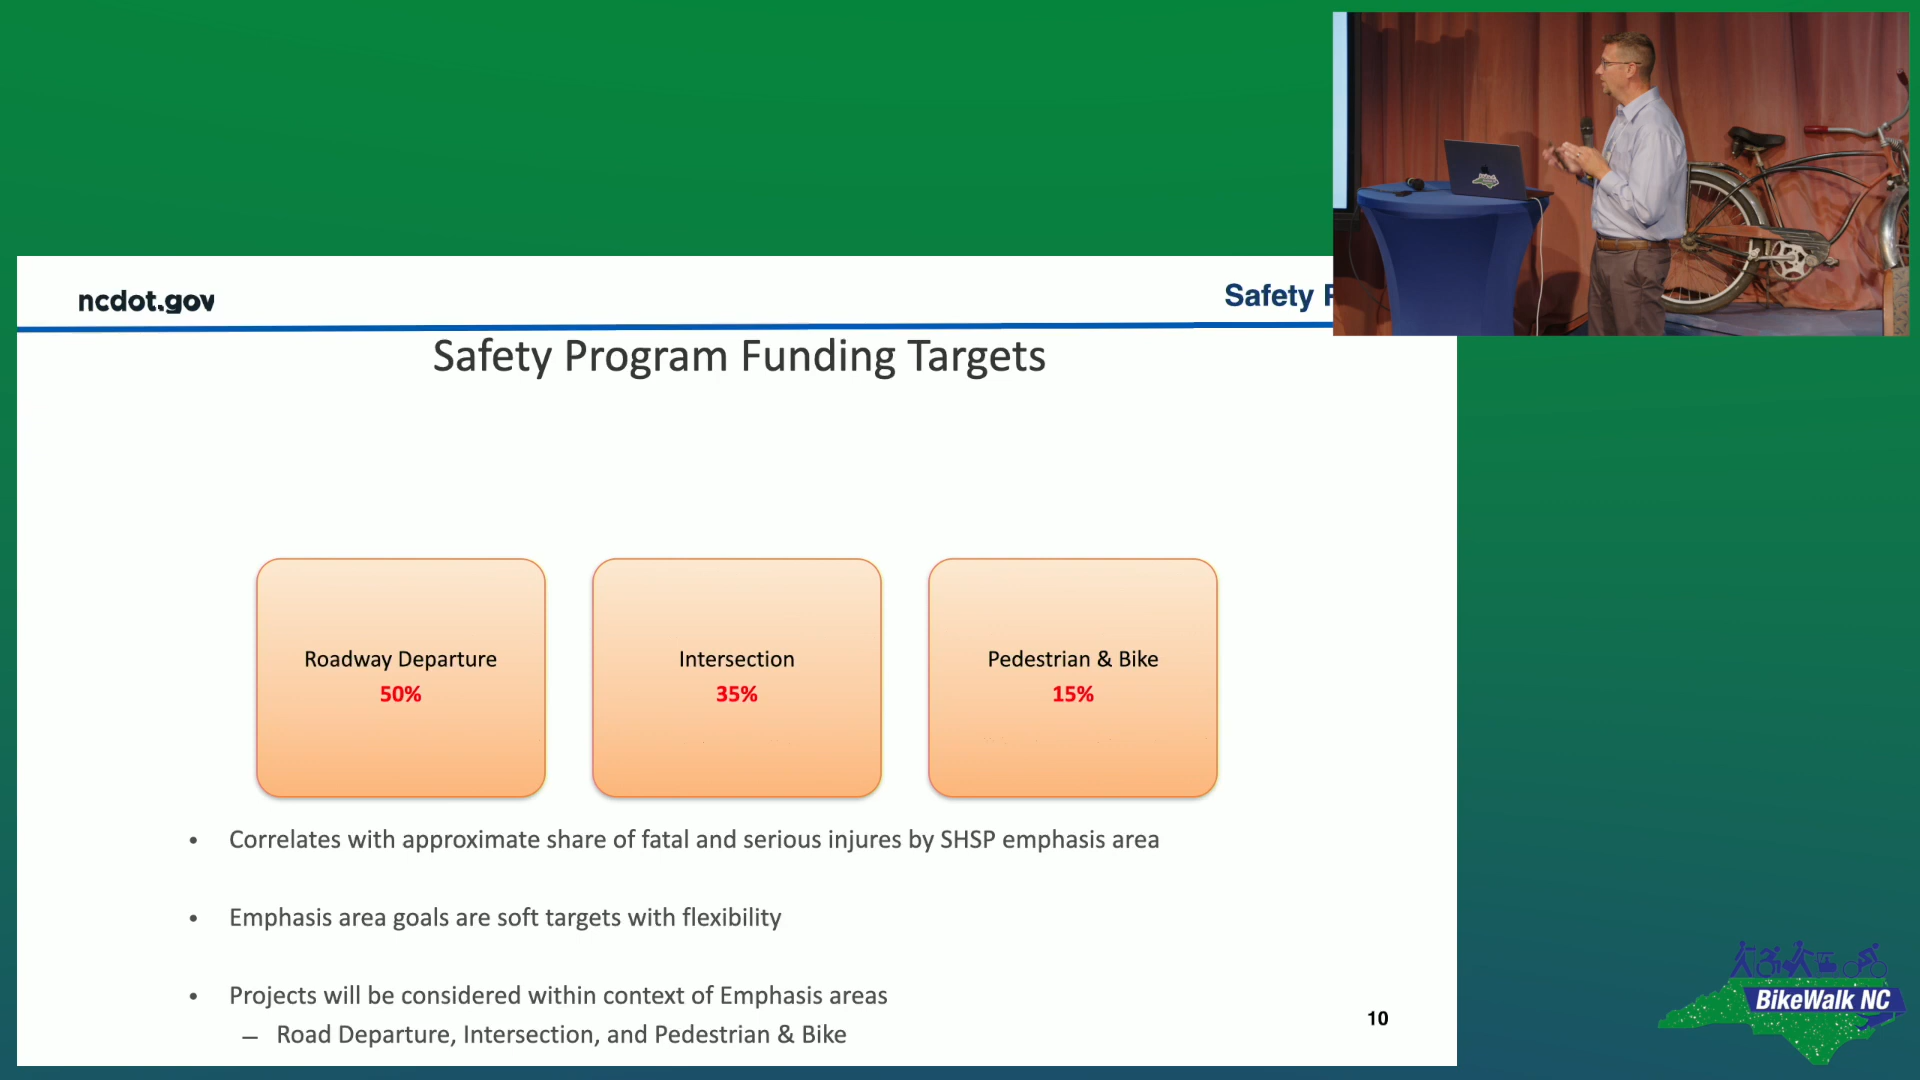 ncdot.gov
Safety
Safety Program Funding Targets
Roadway Departure
50%
Intersection
35%
Pedestrian & Bike
15%
• Correlates with approximate share of fatal and serious injures by SHSP emphasis area
• Emphasis area goals are soft targets with flexibility
• Projects will be considered within context of Emphasis areas
– Road Departure, Intersection, and Pedestrian & Bike
10
BikeWalk NC